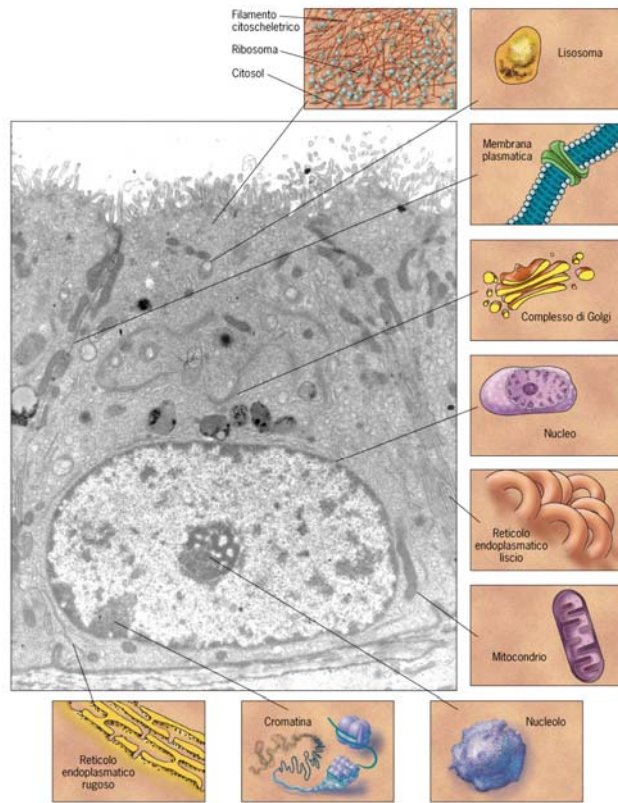 Filamento
citoscheletrico
Ribosoma
Citosol
Lisosoma
Membrana
plasmatica
Complesso di Golgi
Nucleo
Reticolo
endoplasmatico
liscio
Mitocondrio
Reticolo
endoplasmatico
rugoso
Cromatina
Nucleolo